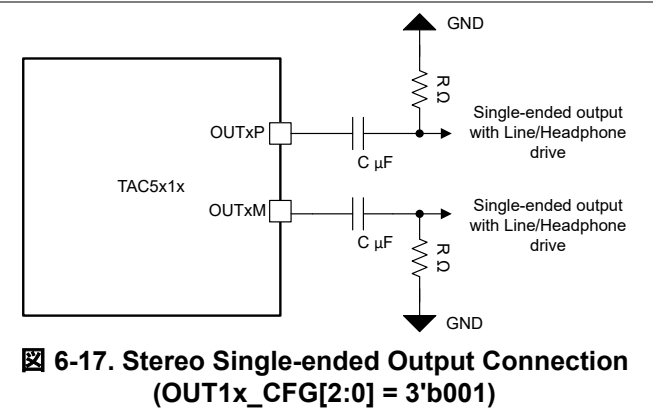 GND
R Ω
Single-ended output
with Line/Headphone
drive
OUTxP
C µF
TAC5x1x
OUTxM
Single-ended output
with Line/Headphone
drive
C µF
R Ω
GND
図 6-17. Stereo Single-ended Output Connection
(OUT1x_CFG[2:0] = 3'b001)